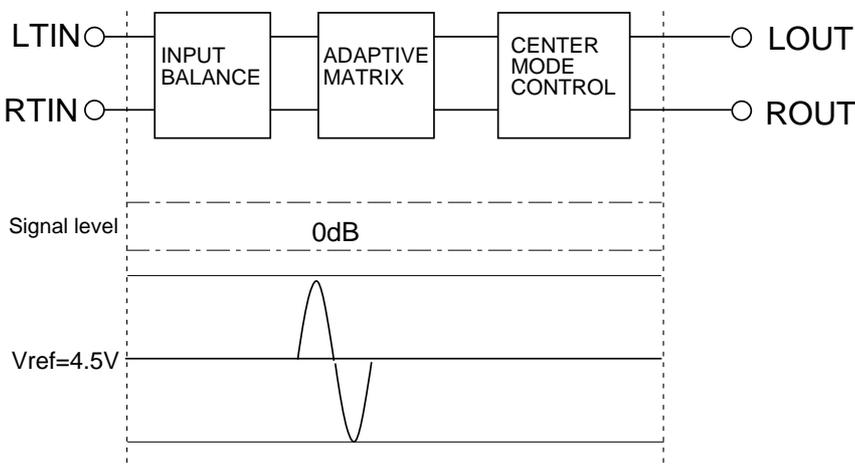 LTIN
INPUT
BALANCE
ADAPTIVE
MATRIX
CENTER
MODE
CONTROL
LOUT
RTIN
ROUT
Signal level
0dB
Vref=4.5V